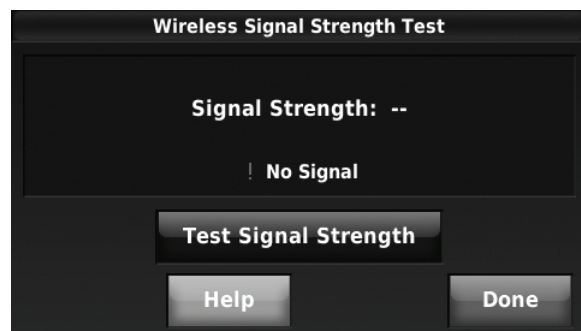 Wireless Signal Strength Test
Signal Strength: --
! No Signal
Test Signal Strength
Help
Done